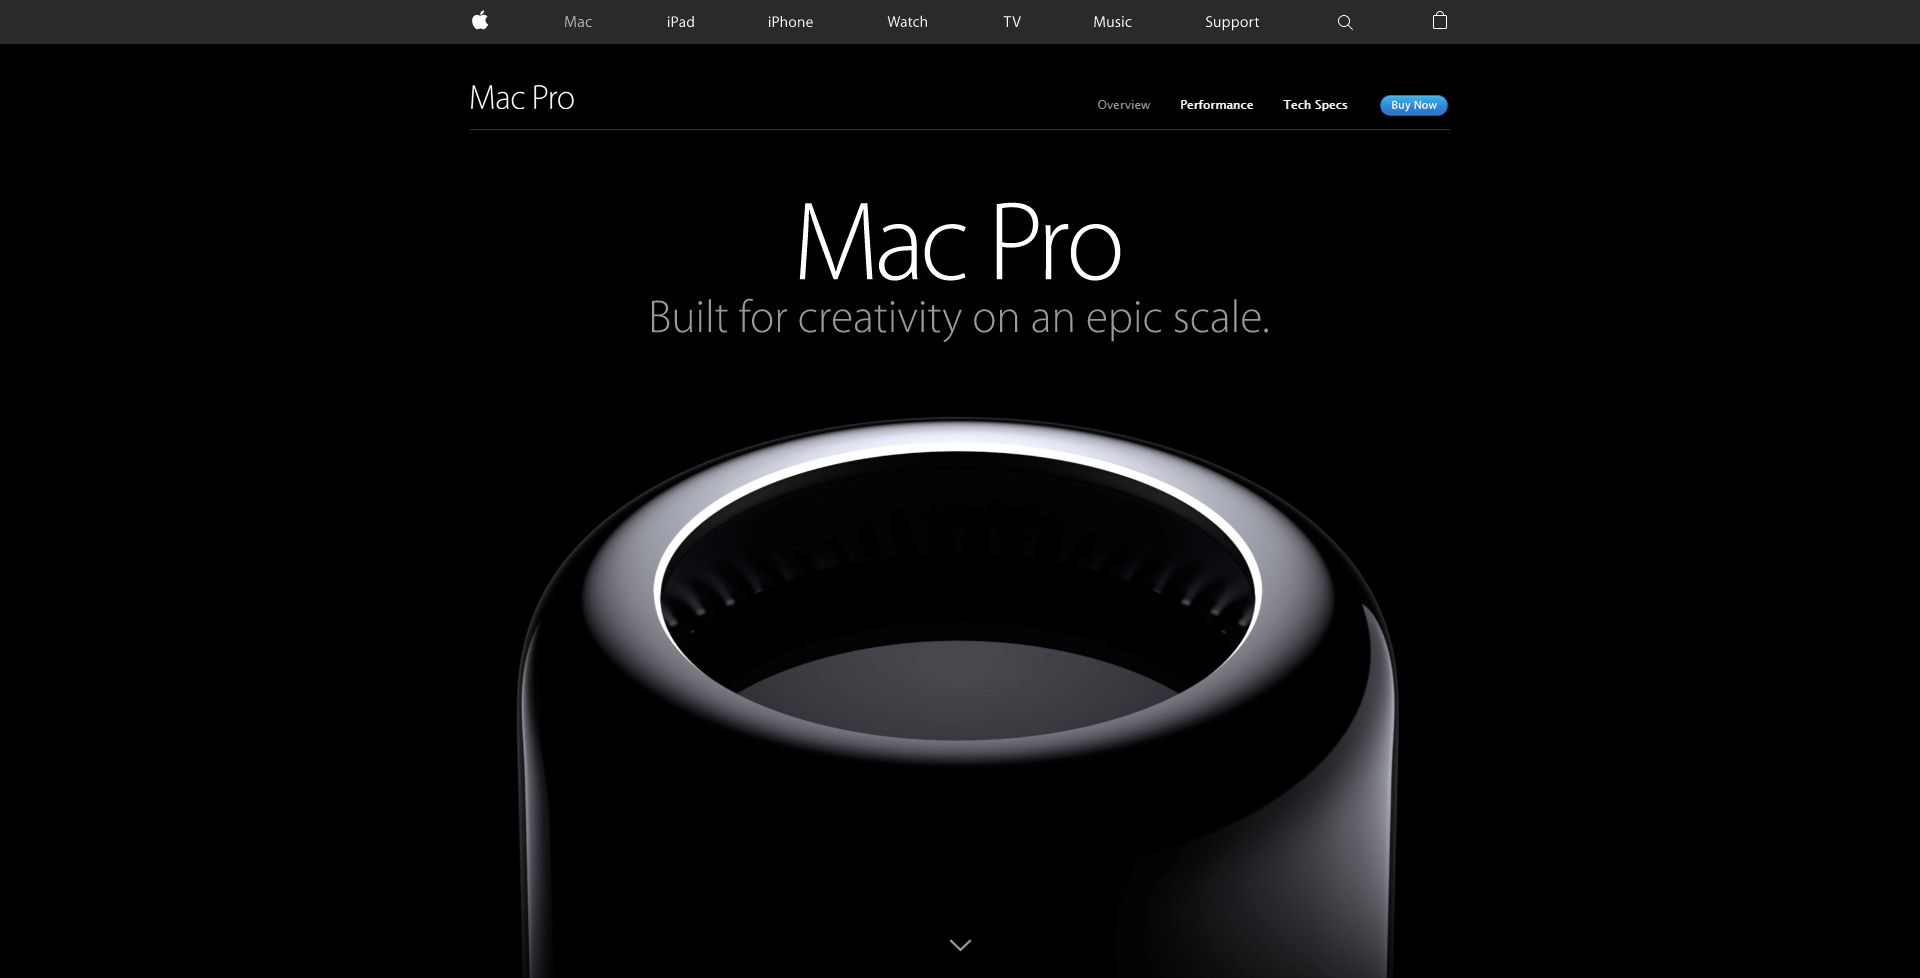 Mac iPad iPhone Watch TV Music Support
Mac Pro
Overview Performance Tech Specs Buy Now
Mac Pro
Built for creativity on an epic scale.